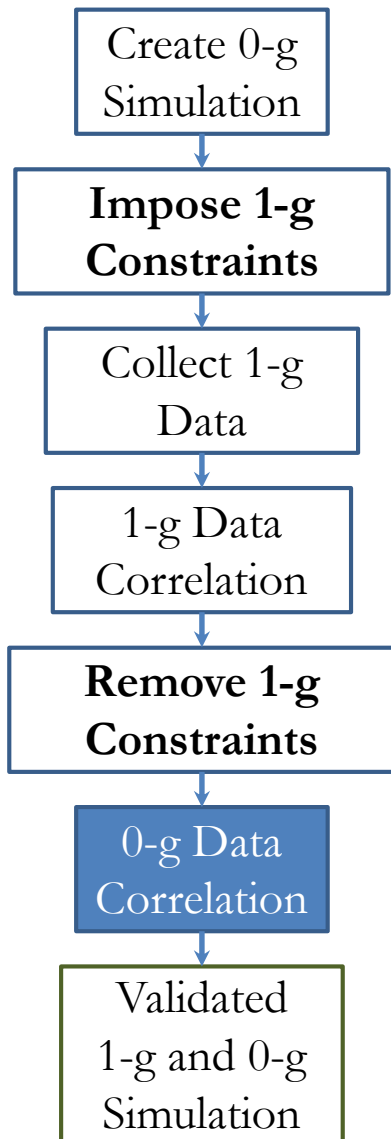 Create 0-g
Simulation
Impose 1-g
Constraints
Collect 1-g
Data
1-g Data
Correlation
Remove 1-g
Constraints
0-g Data
Correlation
Validated
1-g and 0-g
Simulation